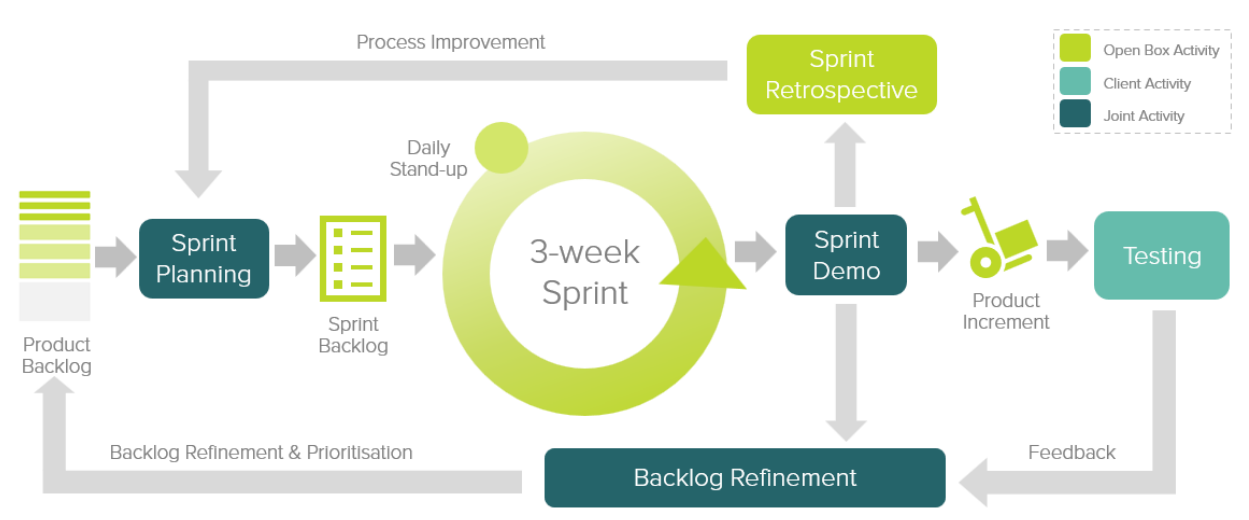 Process Improvement
Sprint
Retrospective
Open Box Activity
Client Activity
Joint Activity
Daily
Stand-up
Sprint
Planning
3-week
Sprint
Sprint
Demo
Testing
Product
Increment
Sprint
Backlog
Product
Backlog
Backlog Refinement & Prioritisation
Backlog Refinement
Feedback